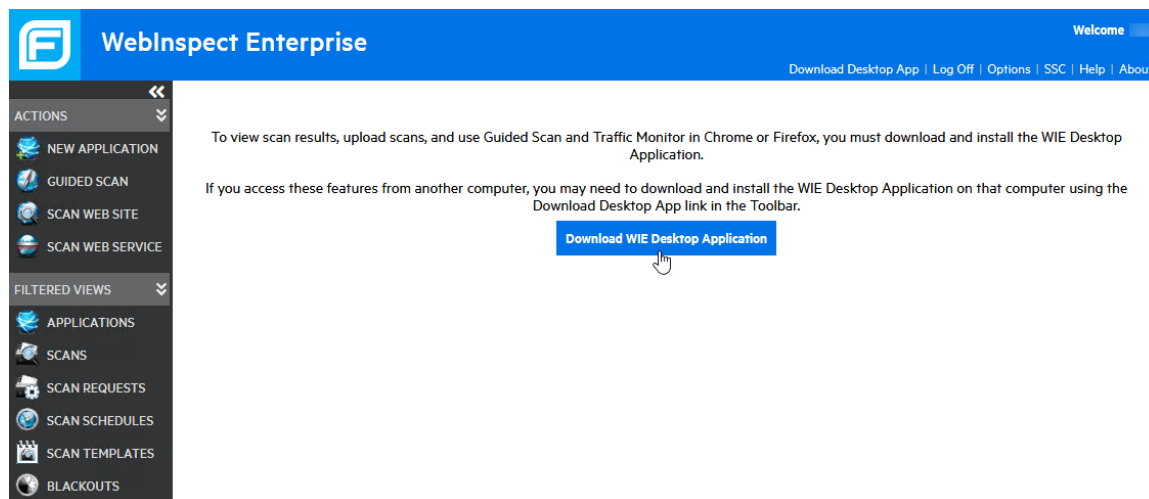 WebInspect Enterprise
Welcome
Download Desktop App | Log Off | Options | SSC | Help | Abou
ACTIONS
NEW APPLICATION
GUIDED SCAN
SCAN WEB SITE
SCAN WEB SERVICE
FILTERED VIEWS
APPLICATIONS
SCANS
SCAN REQUESTS
SCAN SCHEDULES
SCAN TEMPLATES
BLACKOUTS
To view scan results, upload scans, and use Guided Scan and Traffic Monitor in Chrome or Firefox, you must download and install the WIE Desktop
Application.
If you access these features from another computer, you may need to download and install the WIE Desktop Application on that computer using the
Download Desktop App link in the Toolbar.
Download WIE Desktop Application